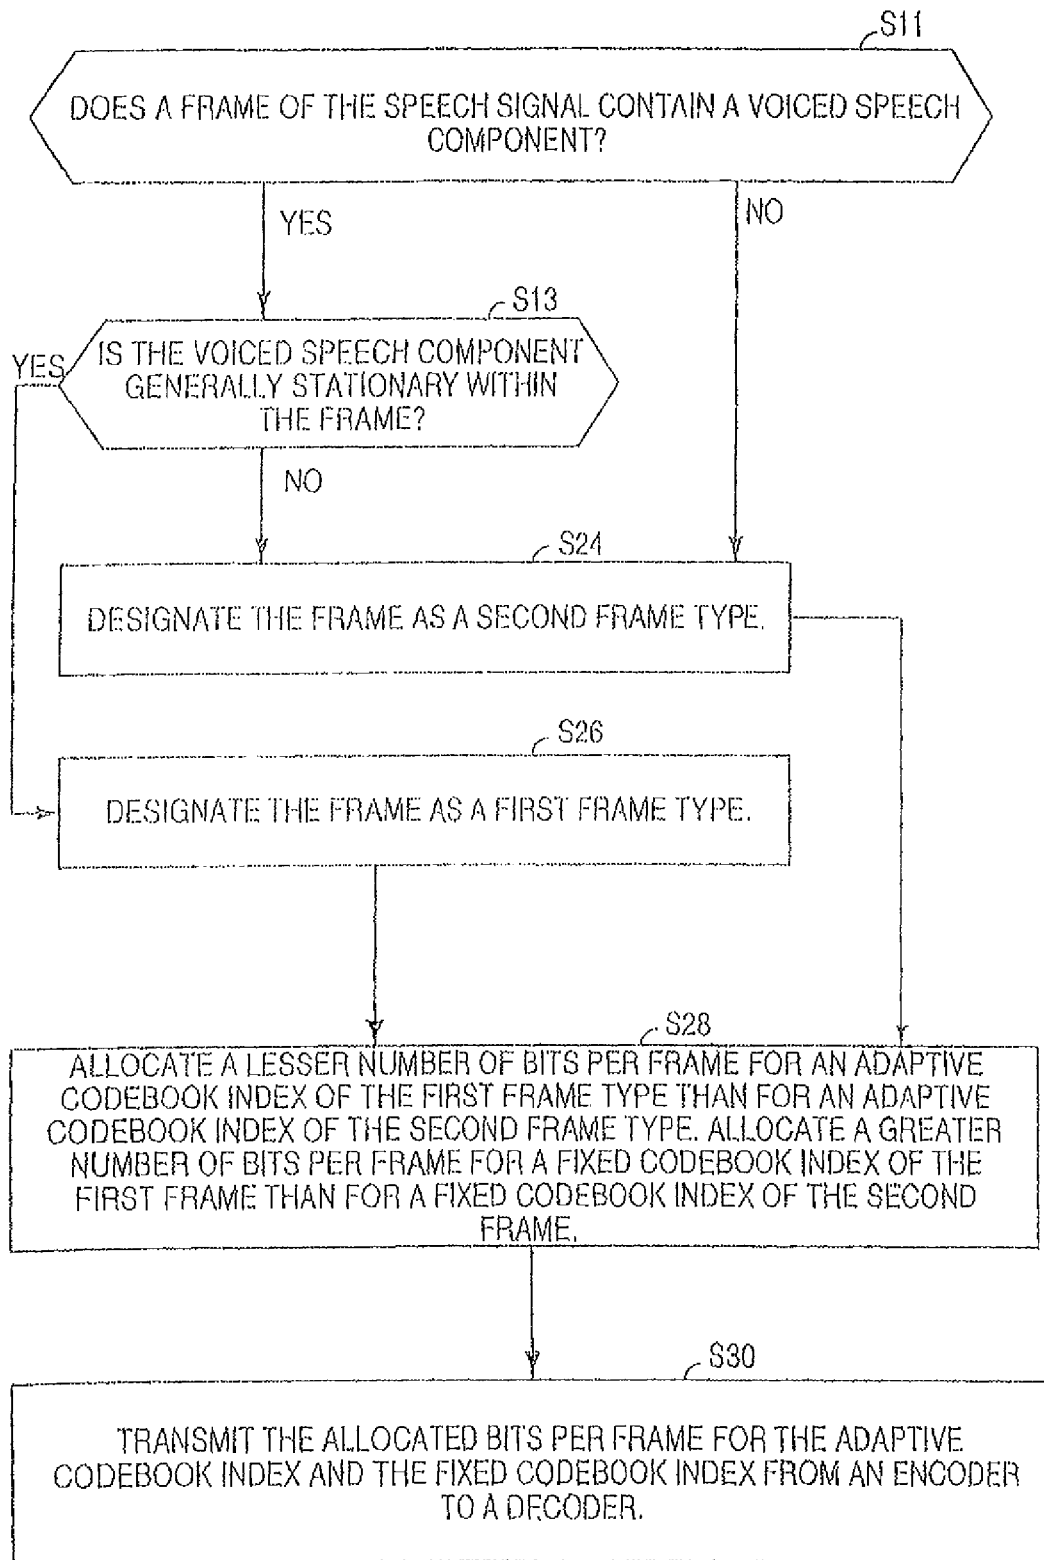 S11
DOES A FRAME OF THE SPEECH SIGNAL CONTAIN A VOICED SPEECH
COMPONENT?
YES
NO
S13
YES
IS THE VOICED SPEECH COMPONENT
GENERALLY STATIONARY WITHIN
THE FRAME?
NO
S24
DESIGNATE THE FRAME AS A SECOND FRAME TYPE.
S26
DESIGNATE THE FRAME AS A FIRST FRAME TYPE.
S28
ALLOCATE A LESSER NUMBER OF BITS PER FRAME FOR AN ADAPTIVE
CODEBOOK INDEX OF THE FIRST FRAME TYPE THAN FOR AN ADAPTIVE
CODEBOOK INDEX OF THE SECOND FRAME TYPE. ALLOCATE A GREATER
NUMBER OF BITS PER FRAME FOR A FIXED CODEBOOK INDEX OF THE
FIRST FRAME THAN FOR A FIXED CODEBOOK INDEX OF THE SECOND
FRAME.
S30
TRANSMIT THE ALLOCATED BITS PER FRAME FOR THE ADAPTIVE
CODEBOOK INDEX AND THE FIXED CODEBOOK INDEX FROM AN ENCODER
TO A DECODER.